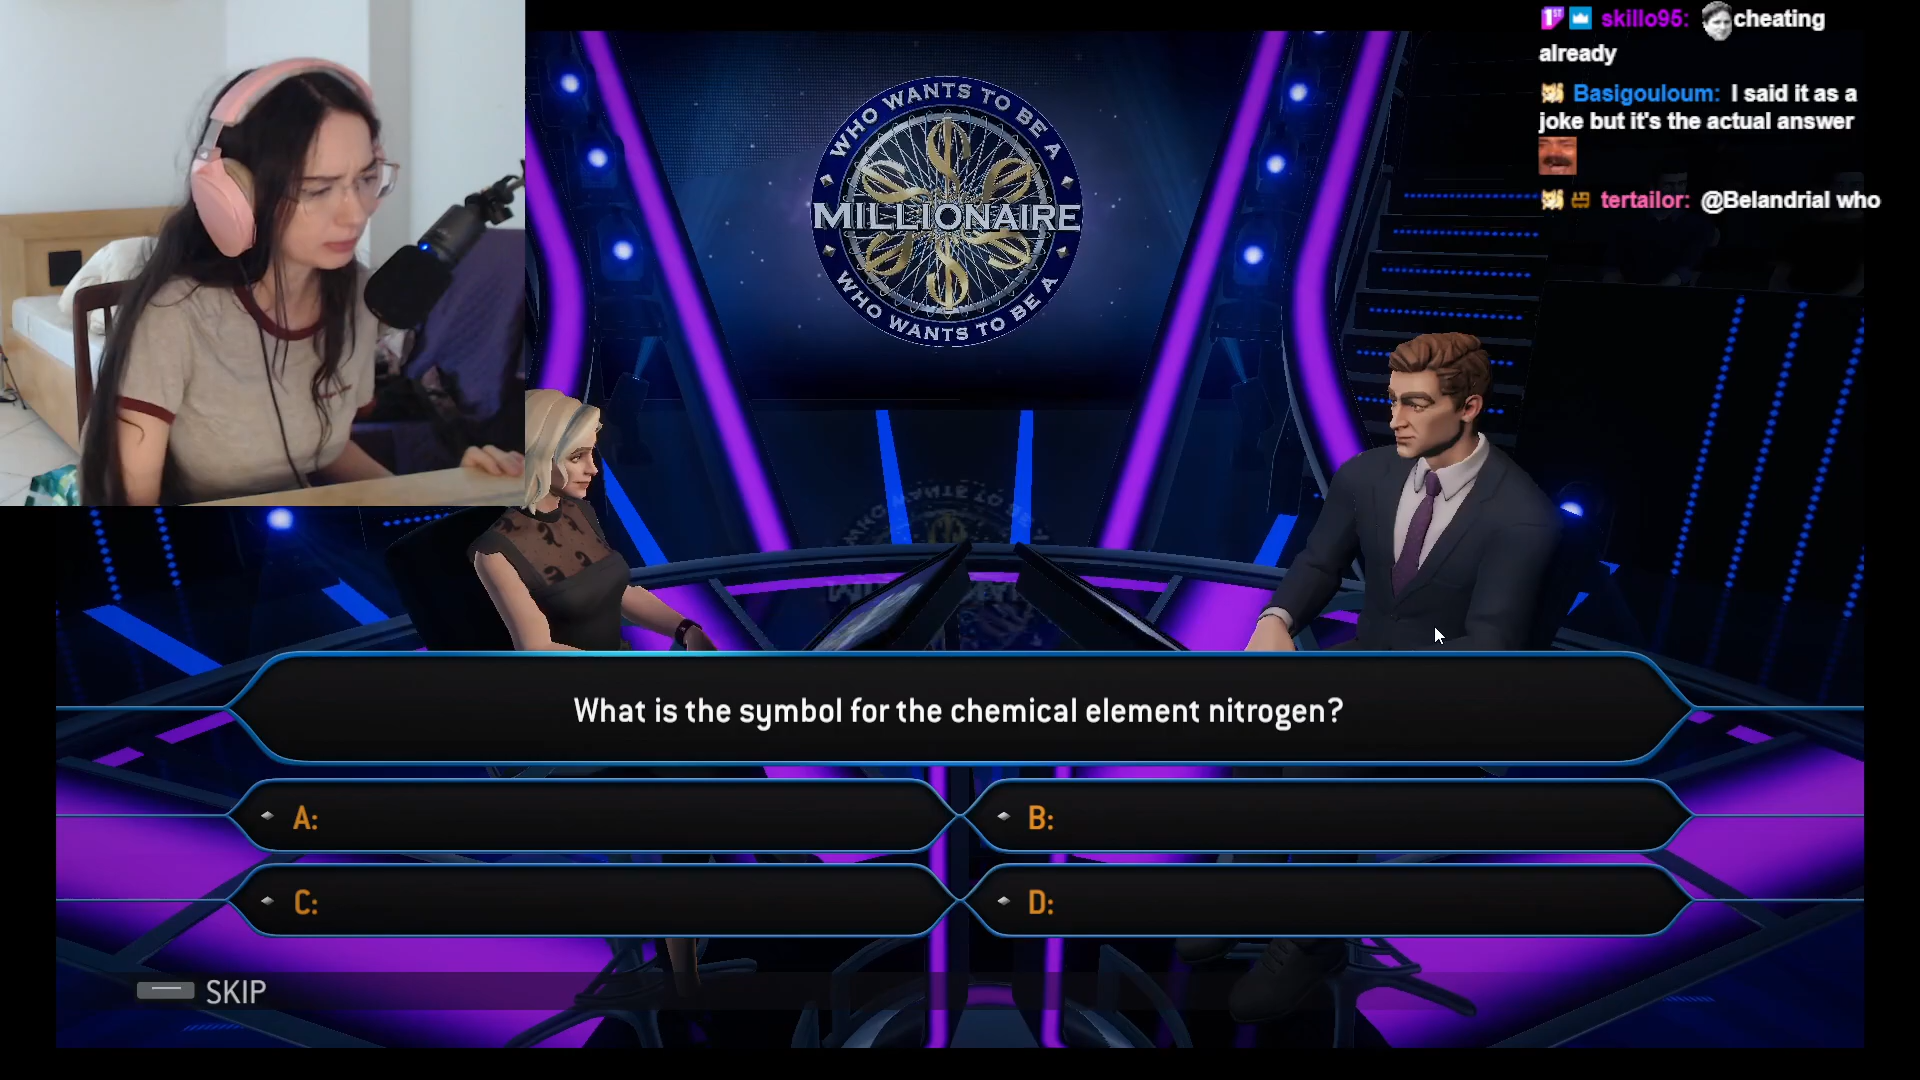 skillo95: cheating
already
Basigouloum: I said it as a
joke but it's the actual answer
tertailor: @Belandrial who
WHO WANTS TO BE A
MILLIONAIRE
WHO WANTS TO BE A
What is the symbol for the chemical element nitrogen?
A:
B:
C:
D:
SKIP